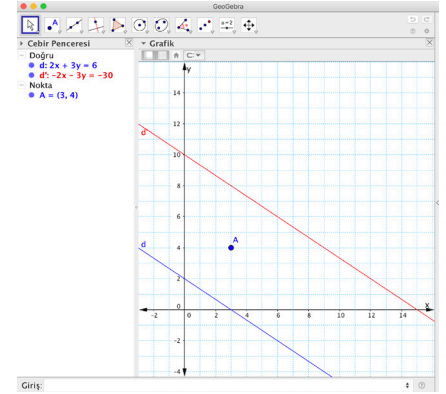 GeoGebra
A
a=2
Cebir Penceresi
Grafik
Doğru
d: 2x + 3y = 6
d': -2x - 3y = -30
Nokta
A = (3, 4)
y
14
12
d'
10
8
6
A
4
d
2
0
x
-2 0 2 4 6 8 10 12 14
-2
-4
Giriş: